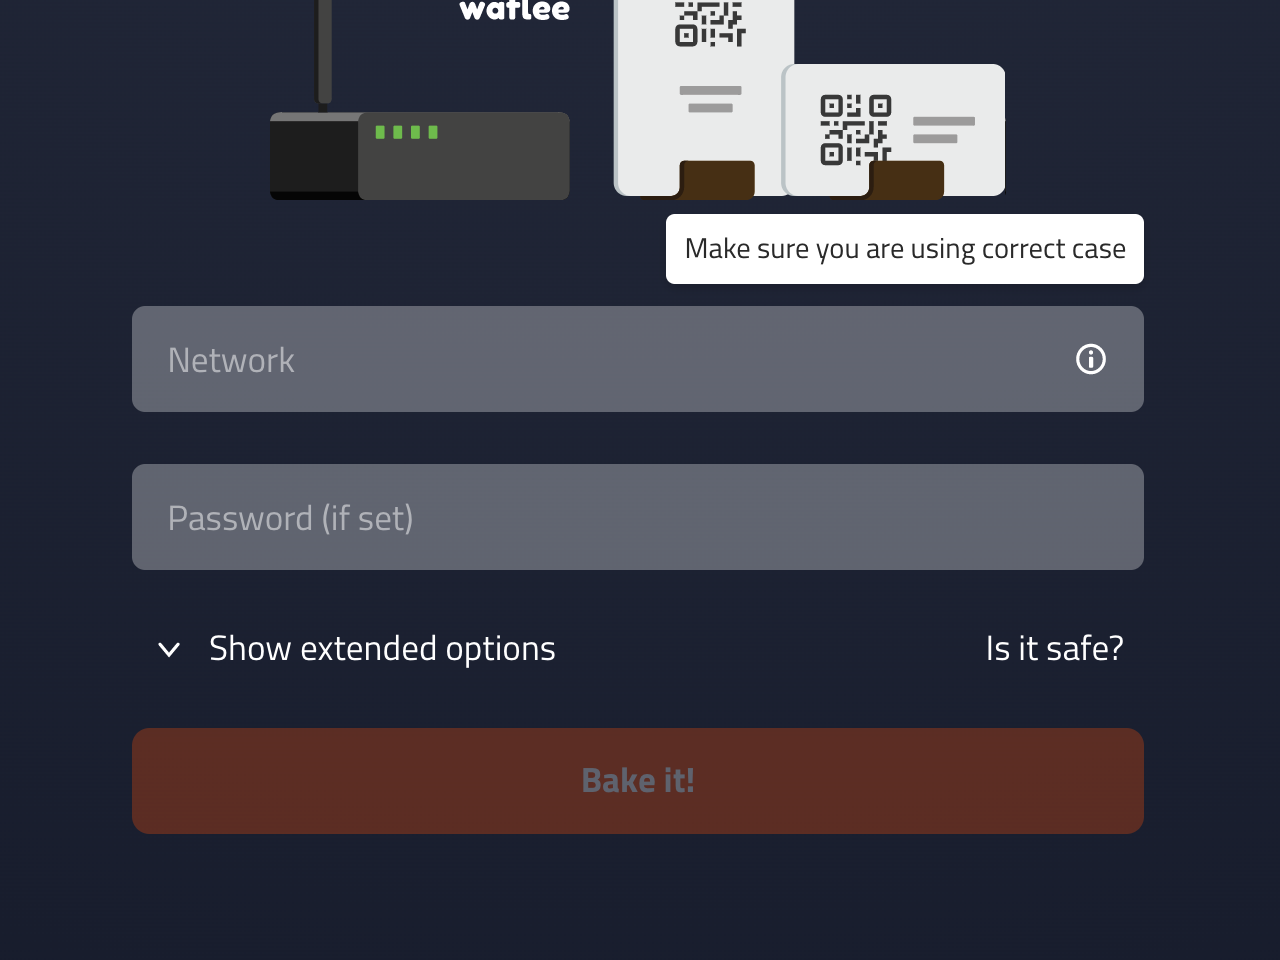 waflee
Make sure you are using correct case
Network
Password (if set)
Show extended options
Is it safe?
Bake it!